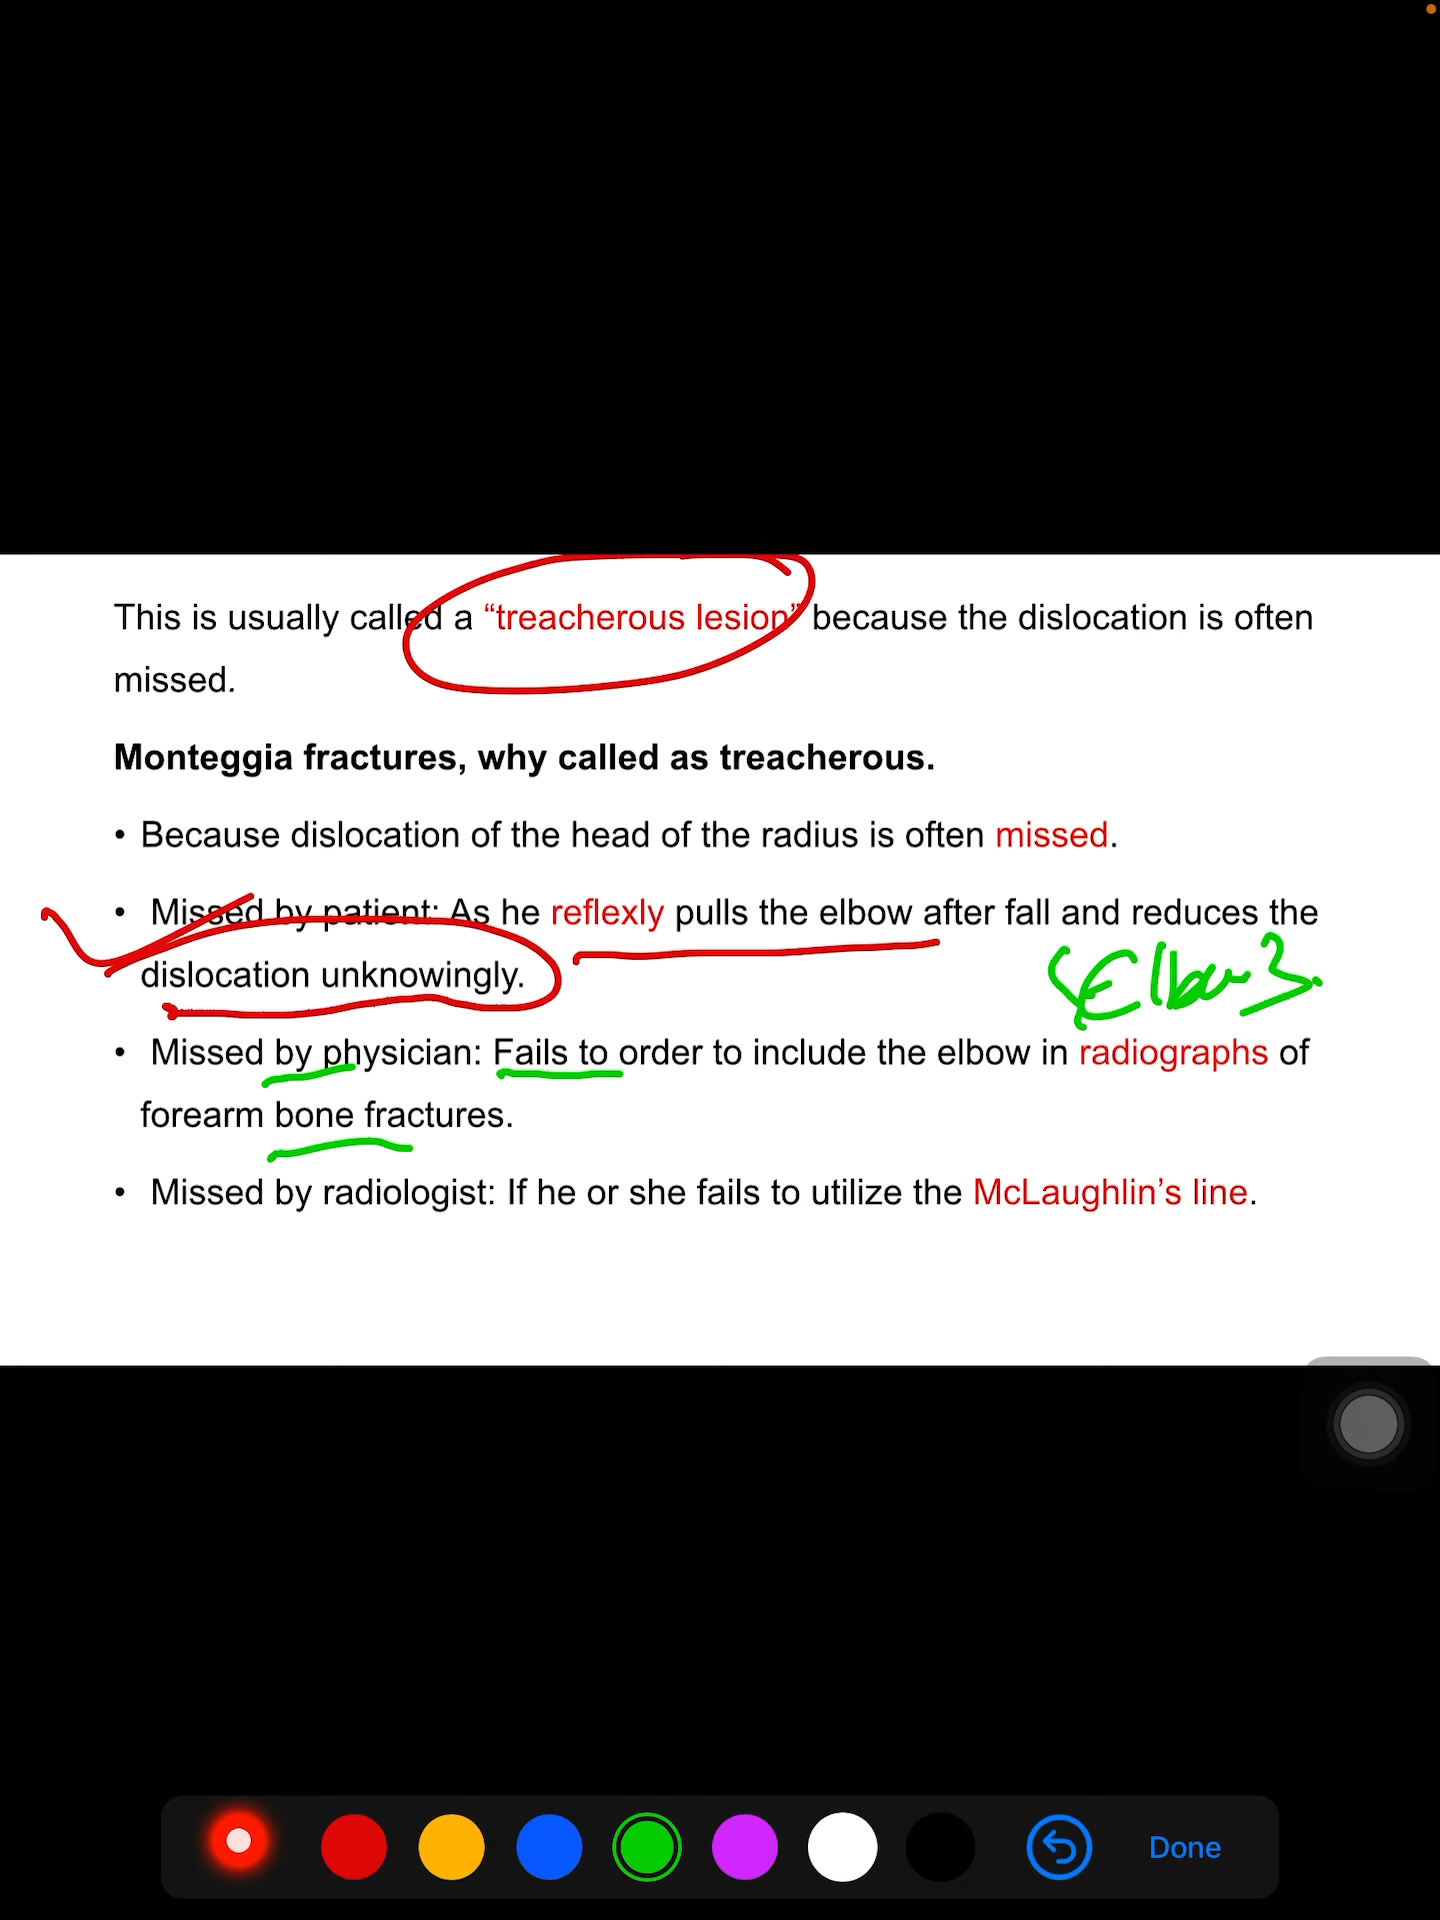 This is usually called a “treacherous lesion” because the dislocation is often
missed.
Monteggia fractures, why called as treacherous.
• Because dislocation of the head of the radius is often missed.
• Missed by patient: As he reflexly pulls the elbow after fall and reduces the
dislocation unknowingly.
Elbow
• Missed by physician: Fails to order to include the elbow in radiographs of
forearm bone fractures.
• Missed by radiologist: If he or she fails to utilize the McLaughlin’s line.
Done